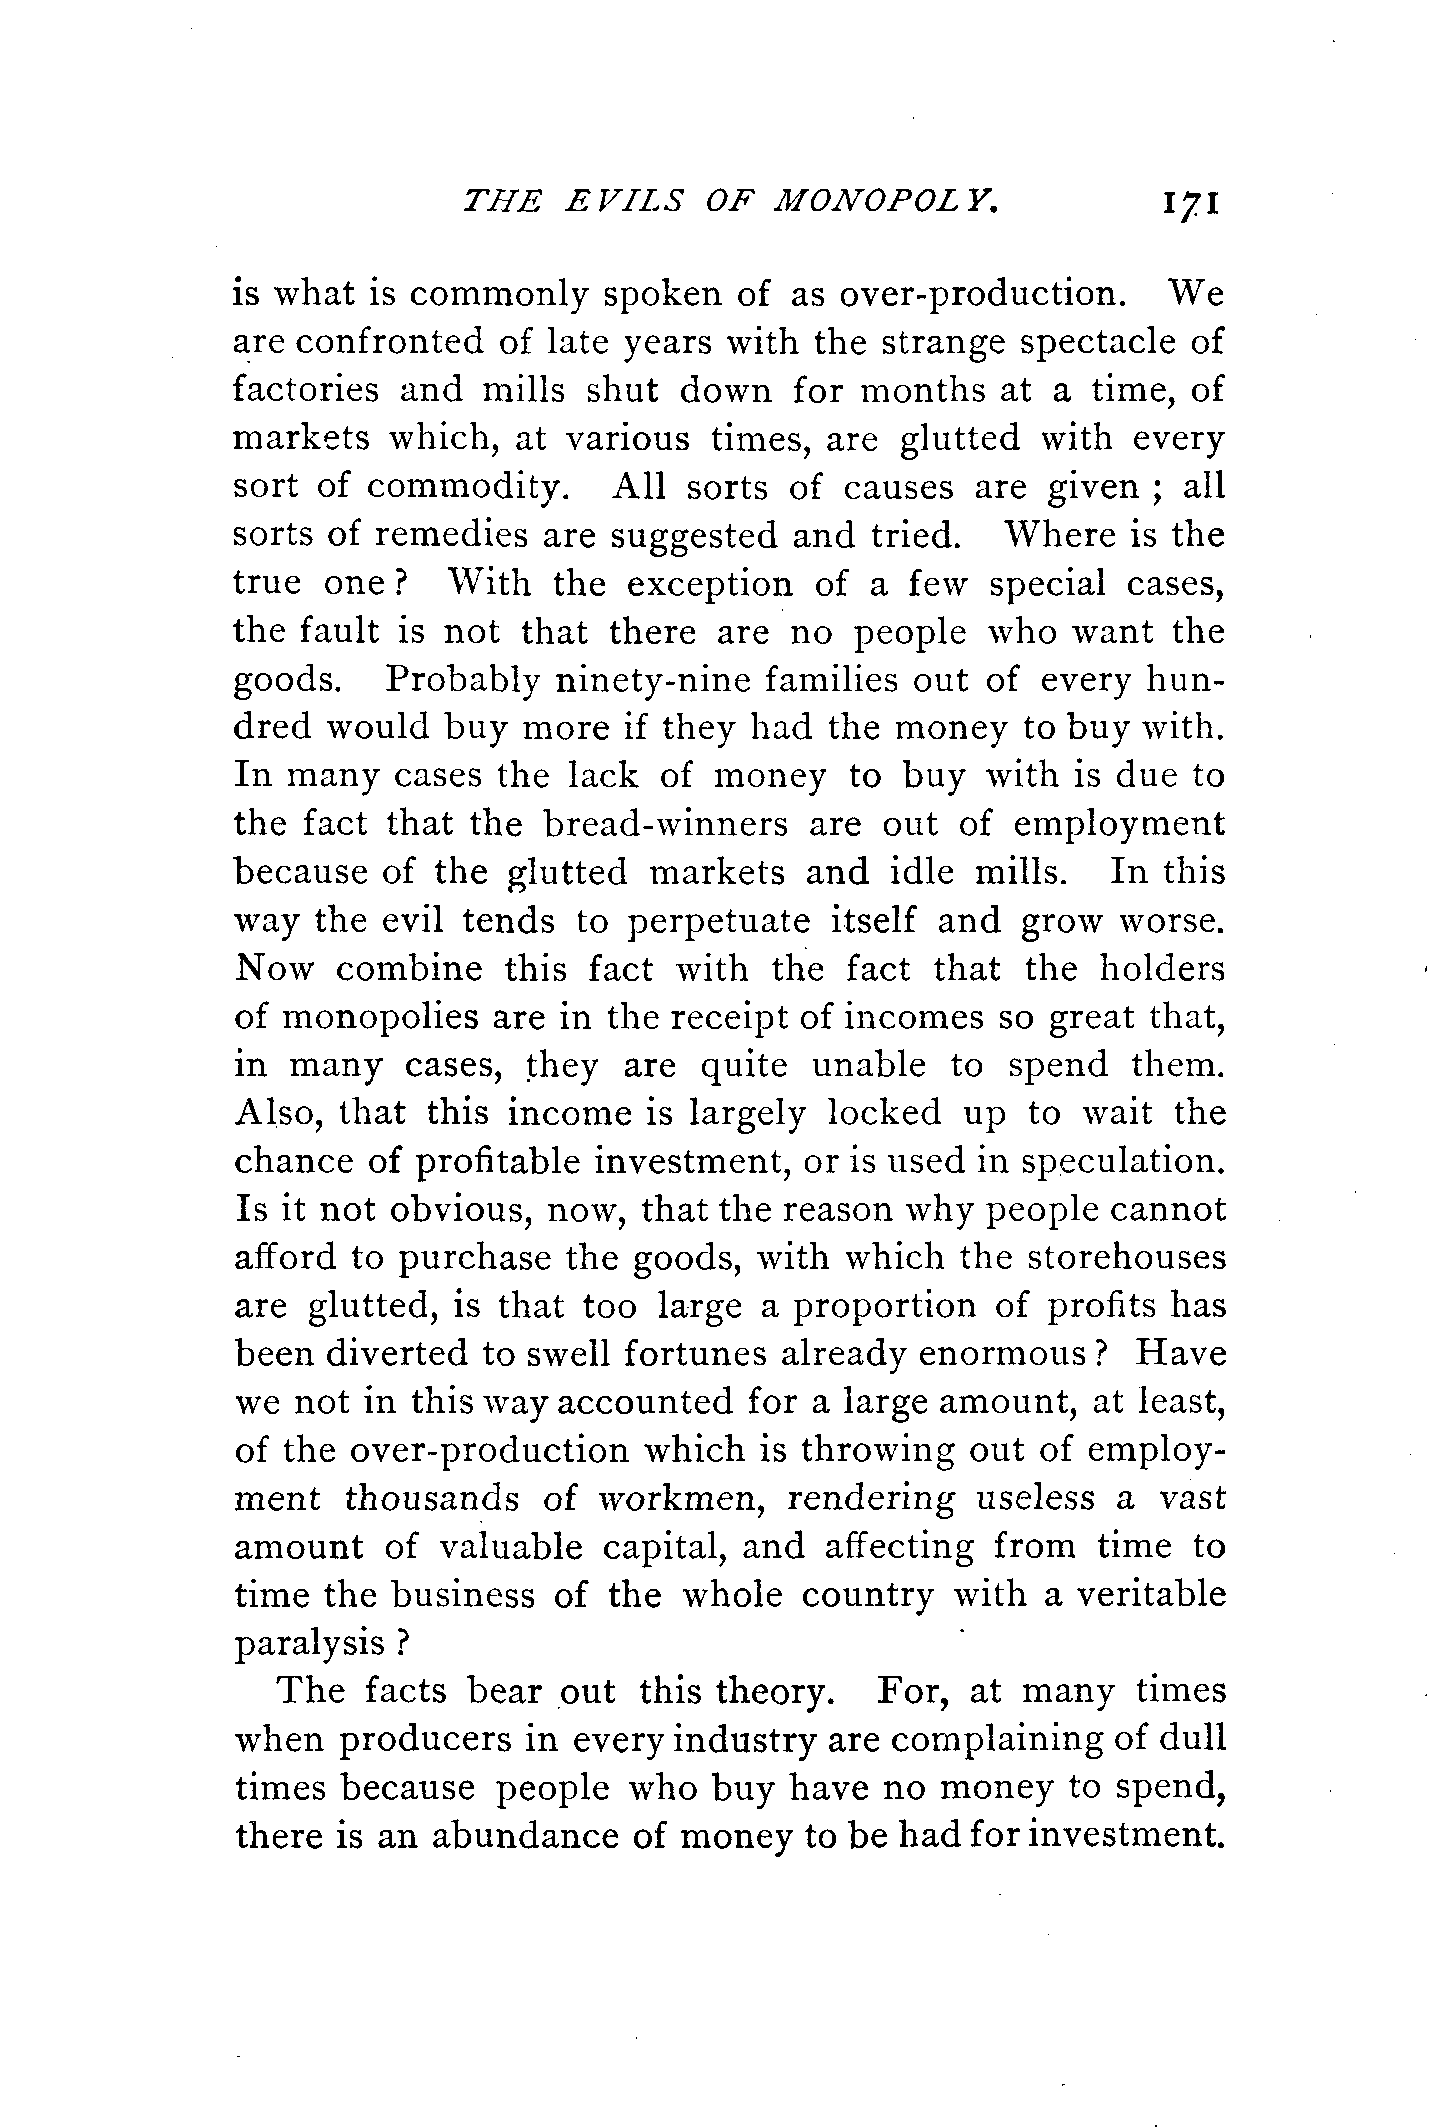 THE EVILS OF MONOPOLY. 171
is what is commonly spoken of as over-production. We
are confronted of late years with the strange spectacle of
factories and mills shut down for months at a time, of
markets which, at various times, are glutted with every
sort of commodity. All sorts of causes are given ; all
sorts of remedies are suggested and tried. Where is the
true one ? With the exception of a few special cases,
the fault is not that there are no people who want the
goods. Probably ninety-nine families out of every hun-
dred would buy more if they had the money to buy with.
In many cases the lack of money to buy with is due to
the fact that the bread-winners are out of employment
because of the glutted markets and idle mills. In this
way the evil tends to perpetuate itself and grow worse.
Now combine this fact with the fact that the holders
of monopolies are in the receipt of incomes so great that,
in many cases, they are quite unable to spend them.
Also, that this income is largely locked up to wait the
chance of profitable investment, or is used in speculation.
Is it not obvious, now, that the reason why people cannot
afford to purchase the goods, with which the storehouses
are glutted, is that too large a proportion of profits has
been diverted to swell fortunes already enormous ? Have
we not in this way accounted for a large amount, at least,
of the over-production which is throwing out of employ-
ment thousands of workmen, rendering useless a vast
amount of valuable capital, and affecting from time to
time the business of the whole country with a veritable
paralysis ?
The facts bear out this theory. For, at many times
when producers in every industry are complaining of dull
times because people who buy have no money to spend,
there is an abundance of money to be had for investment.